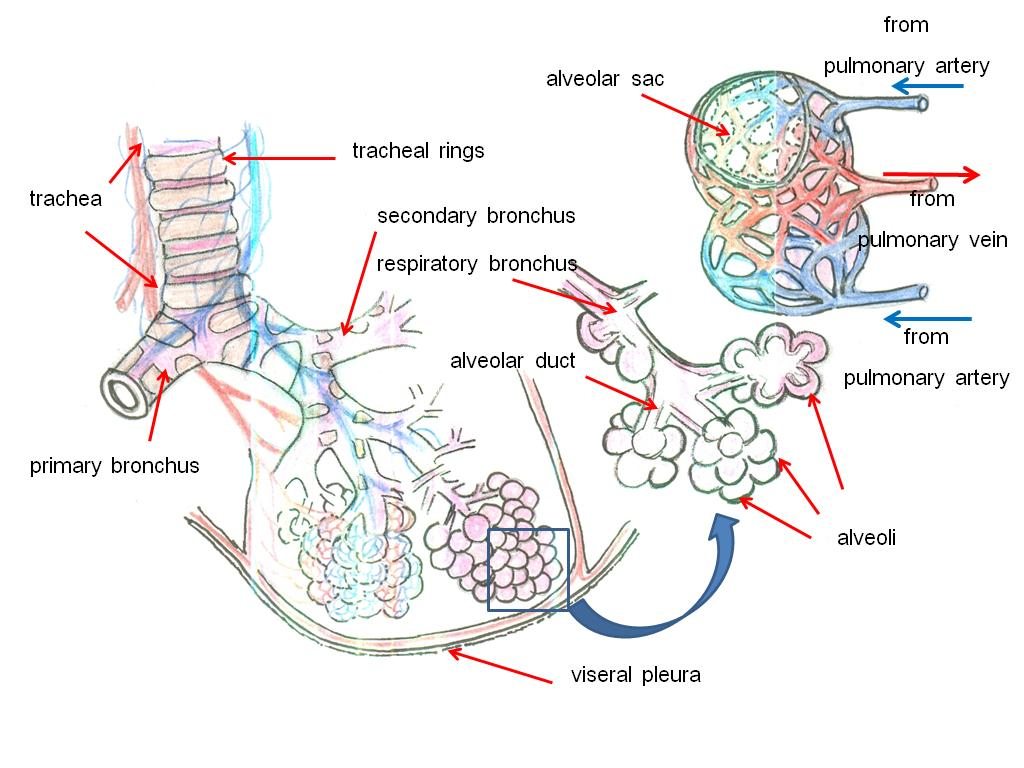 from
pulmonary artery
alveolar sac
tracheal rings
trachea
from
secondary bronchus
pulmonary vein
respiratory bronchus
from
alveolar duct
pulmonary artery
primary bronchus
alveoli
viseral pleura